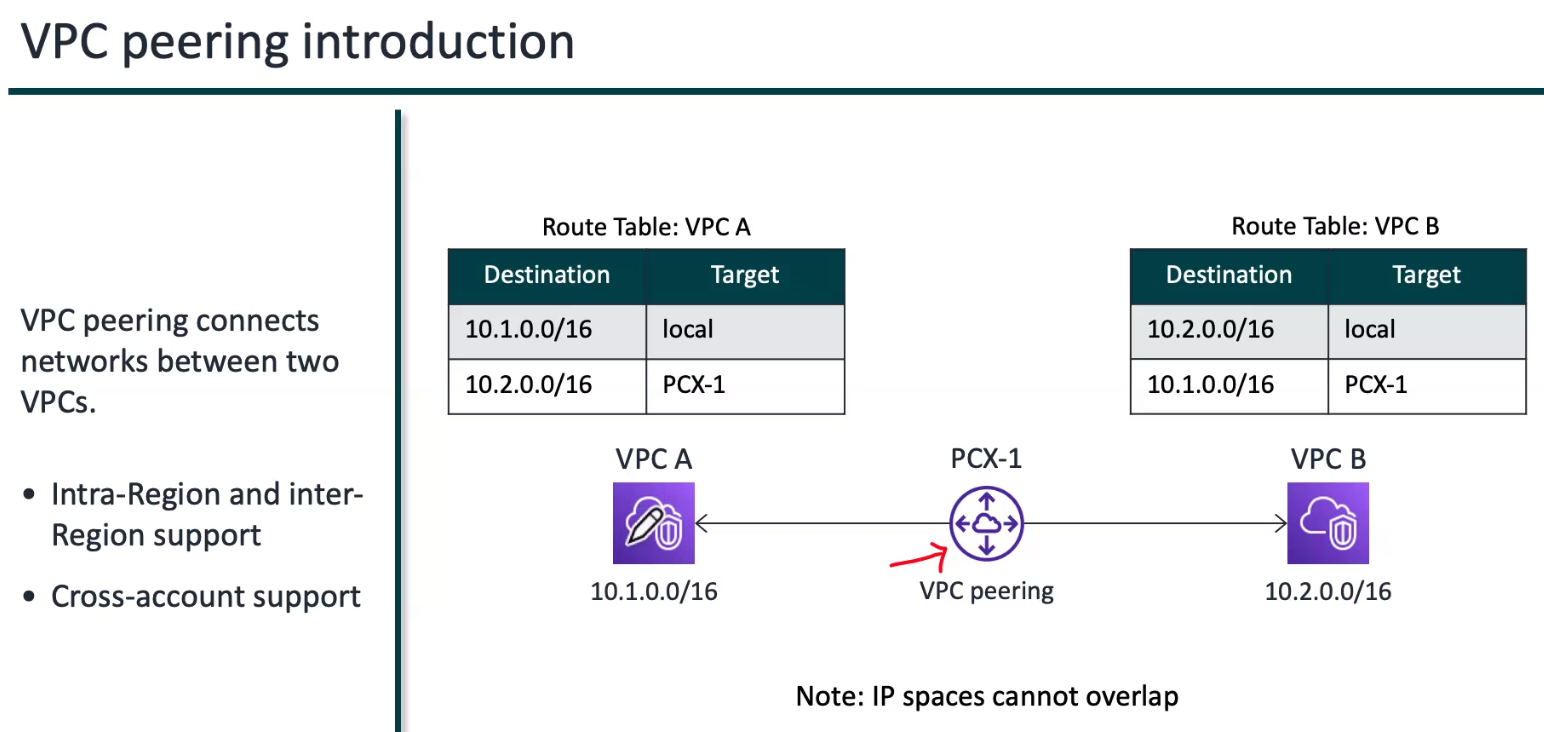 VPC peering introduction
VPC peering connects
networks between two
VPCs.
• Intra-Region and inter-
Region support
• Cross-account support
Route Table: VPC A
Destination Target
10.1.0.0/16 local
10.2.0.0/16 PCX-1
Route Table: VPC B
Destination Target
10.2.0.0/16 local
10.1.0.0/16 PCX-1
VPC A
10.1.0.0/16
PCX-1
VPC peering
VPC B
10.2.0.0/16
Note: IP spaces cannot overlap